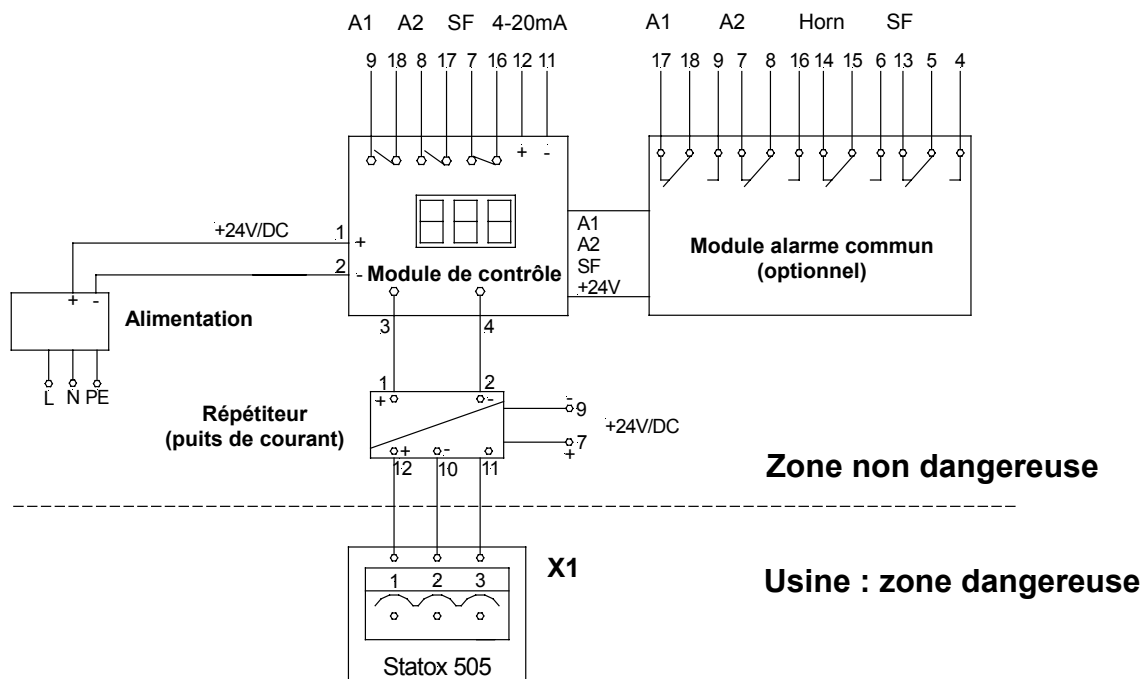 A1 A2 SF 4-20mA A1 A2 Horn SF
9 18 8 17 7 16 12 11 17 18 9 7 8 16 14 15 6 13 5 4
+ -
+24V/DC 1 +
A1
A2
Module alarme commun
(optionnel)
2 - Module de contrôle
SF
+24V
+ - Alimentation
3 4
L N PE
1 2
+ -
Répétiteur
(puits de courant)
- 9
+24V/DC
7
+
+ -
12 10 11
Zone non dangereuse
X1
Usine : zone dangereuse
1 2 3
Statox 505